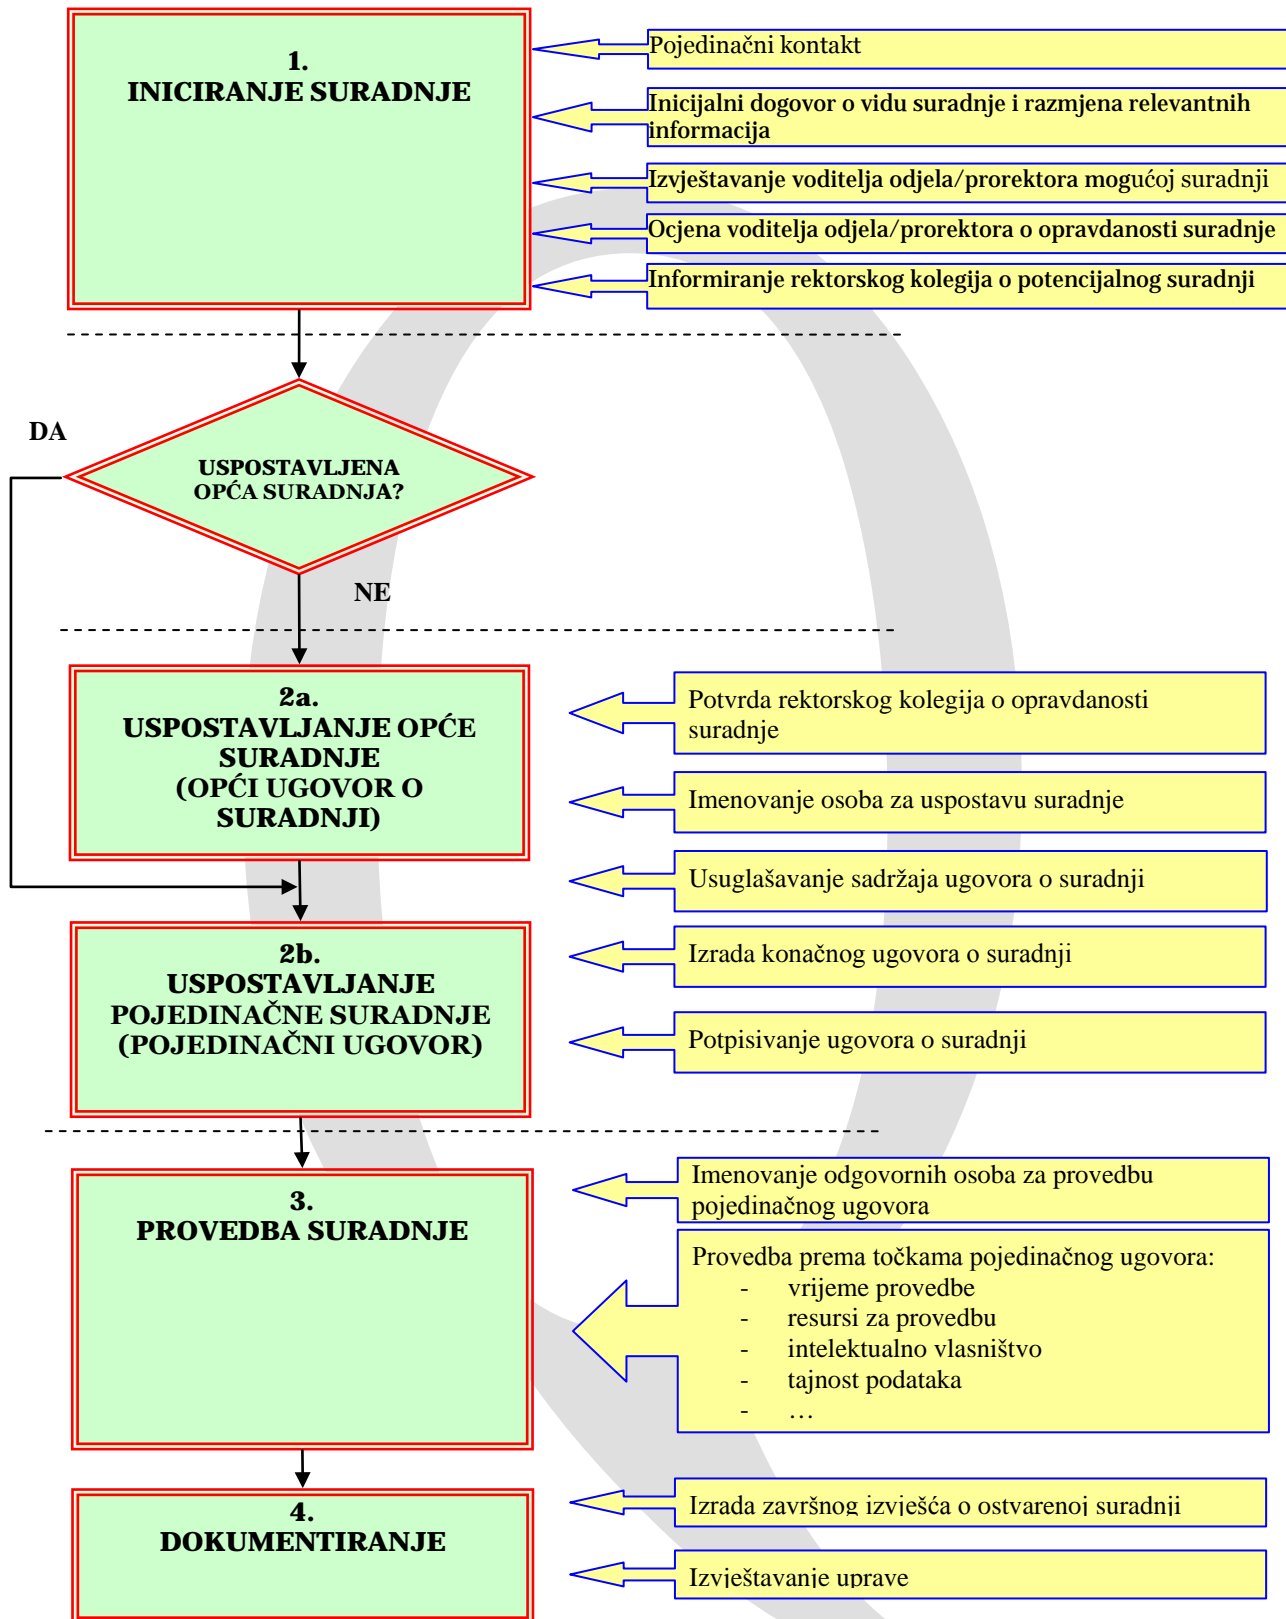 1.
INICIRANJE SURADNJE
Pojedinačni kontakt
Inicijalni dogovor o vidu suradnje i razmjena relevantnih
informacija
Izvještavanje voditelja odjela/prorektora mogućoj suradnji
Ocjena voditelja odjela/prorektora o opravdanosti suradnje
Informiranje rektorskog kolegija o potencijalnog suradnji
DA
USPOSTAVLJENA
OPĆA SURADNJA?
NE
2a.
USPOSTAVLJANJE OPĆE
SURADNJE
(OPĆI UGOVOR O
SURADNJI)
Potvrda rektorskog kolegija o opravdanosti
suradnje
Imenovanje osoba za uspostavu suradnje
Usuglašavanje sadržaja ugovora o suradnji
2b.
USPOSTAVLJANJE
POJEDINAČNE SURADNJE
(POJEDINAČNI UGOVOR)
Izrada konačnog ugovora o suradnji
Potpisivanje ugovora o suradnji
3.
PROVEDBA SURADNJE
Imenovanje odgovornih osoba za provedbu
pojedinačnog ugovora
Provedba prema točkama pojedinačnog ugovora:
- vrijeme provedbe
- resursi za provedbu
- intelektualno vlasništvo
- tajnost podataka
- …
4.
DOKUMENTIRANJE
Izrada završnog izvješća o ostvarenoj suradnji
Izvještavanje uprave